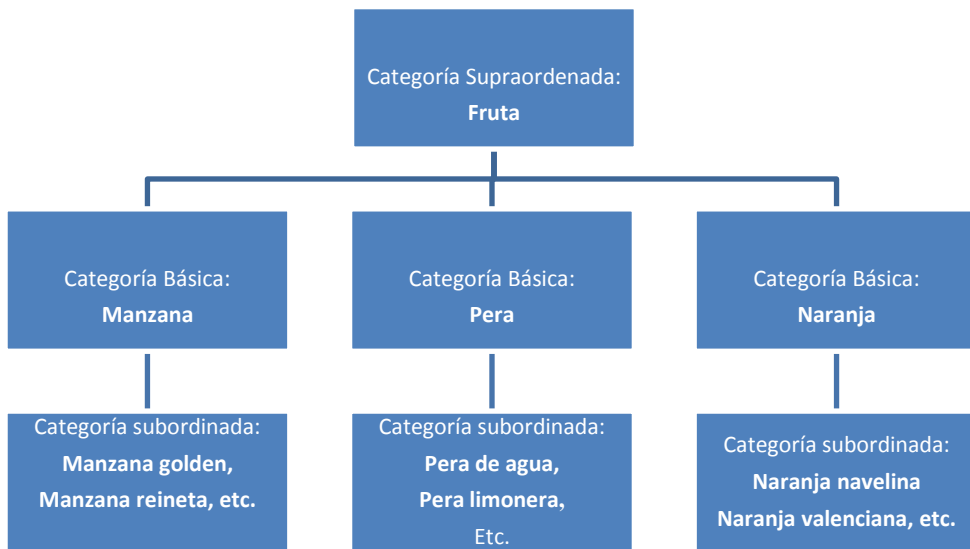 Categoría Supraordenada:
Fruta
Categoría Básica:
Manzana
Categoría Básica:
Pera
Categoría Básica:
Naranja
Categoría subordinada:
Manzana golden,
Manzana reineta, etc.
Categoría subordinada:
Pera de agua,
Pera limonera,
Etc.
Categoría subordinada:
Naranja navelina
Naranja valenciana, etc.